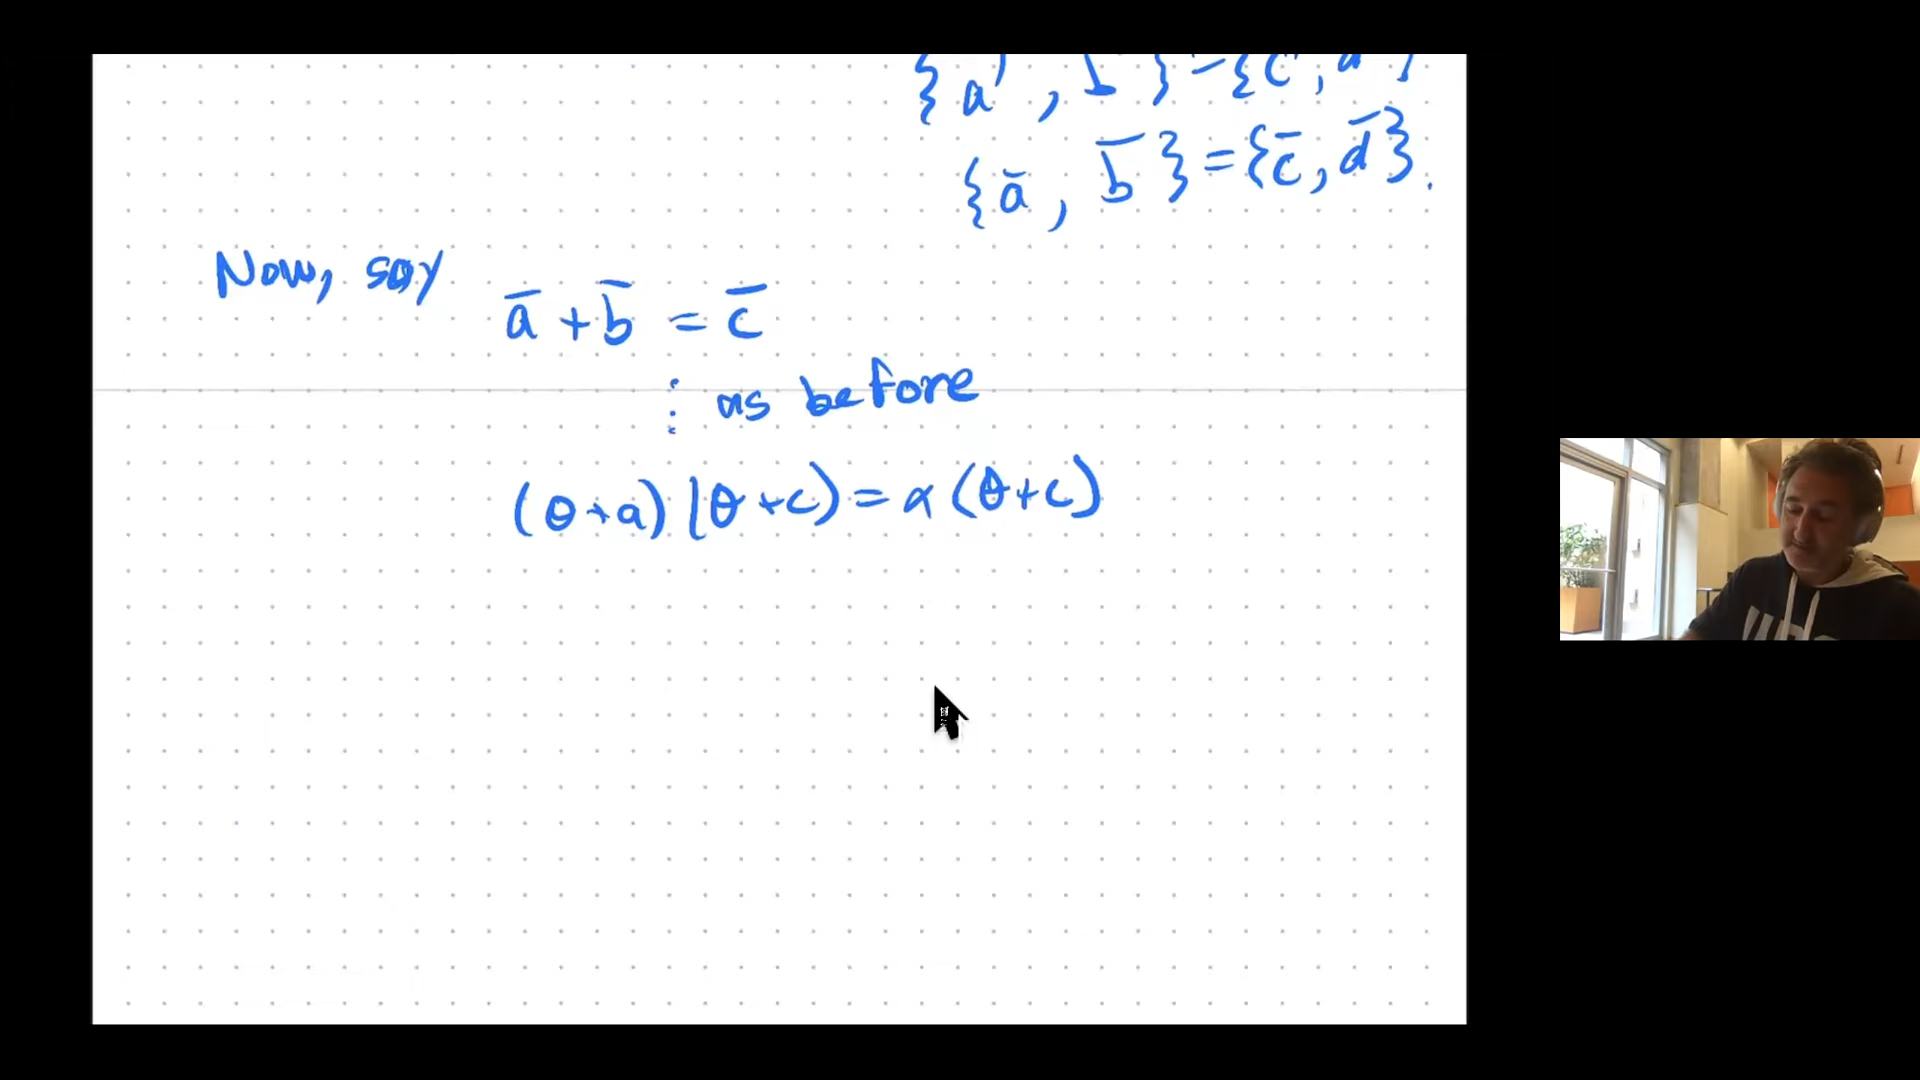 {a', b'}={c', d'}
{ā, b̄}={c̄, d̄}.
Now, say
ā + b̄ = c̄
⋮ as before
(θ+a)(θ+c)=α(θ+c)